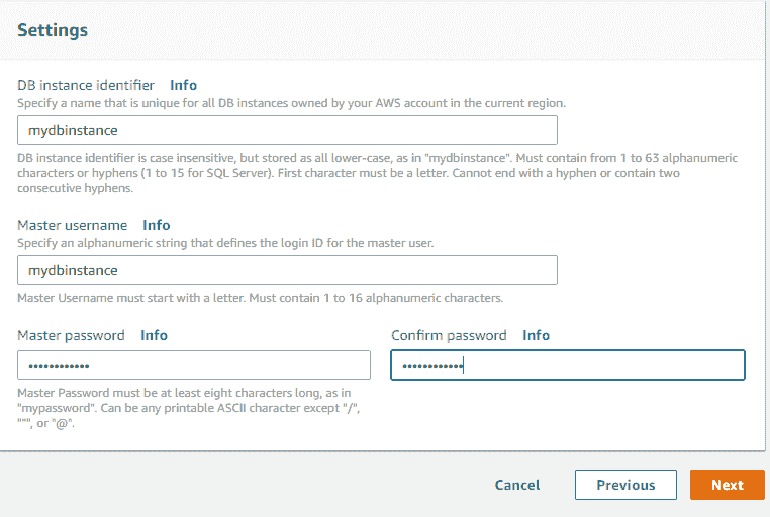 Settings
DB instance identifier Info
Specify a name that is unique for all DB instances owned by your AWS account in the current region.
mydbinstance
DB instance identifier is case insensitive, but stored as all lower-case, as in "mydbinstance". Must contain from 1 to 63 alphanumeric
characters or hyphens (1 to 15 for SQL Server). First character must be a letter. Cannot end with a hyphen or contain two
consecutive hyphens.
Master username Info
Specify an alphanumeric string that defines the login ID for the master user.
mydbinstance
Master Username must start with a letter. Must contain 1 to 16 alphanumeric characters.
Master password Info Confirm password Info
•••••••••••• ••••••••••••
Master Password must be at least eight characters long, as in
"mypassword". Can be any printable ASCII character except "/",
""", or "@".
Cancel Previous Next